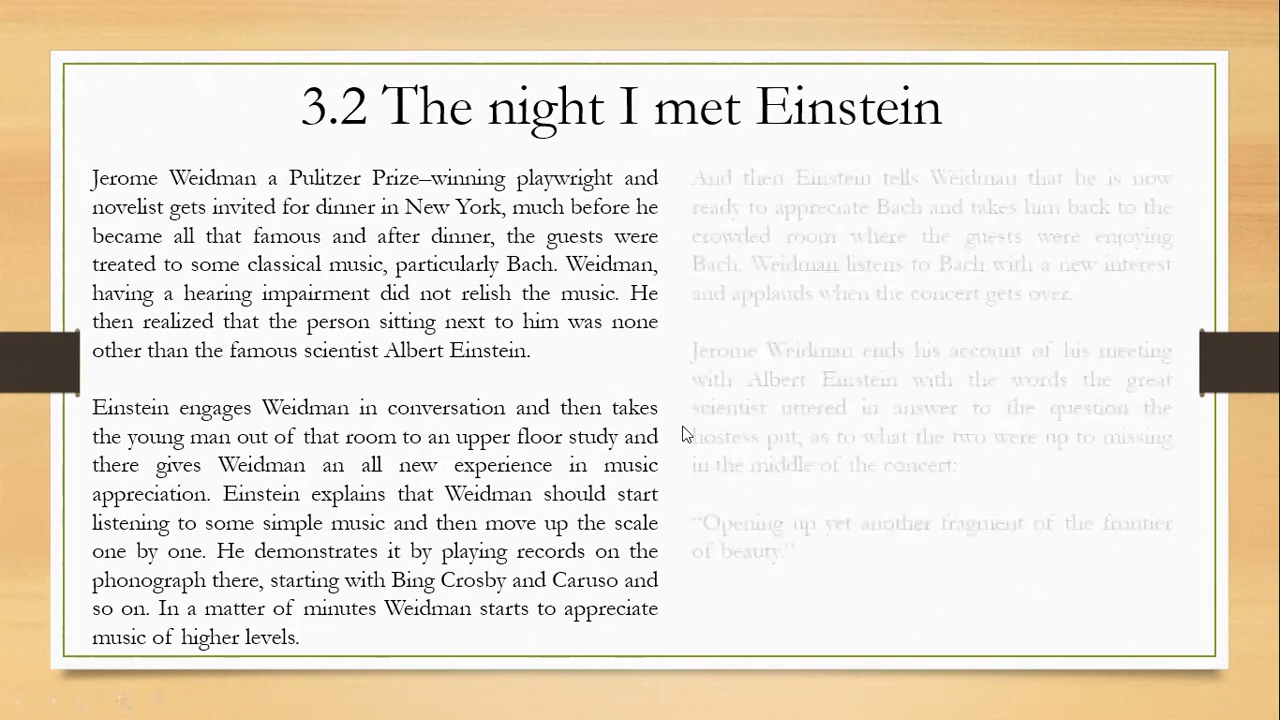 3.2 The night I met Einstein
Jerome Weidman a Pulitzer Prize–winning playwright and
novelist gets invited for dinner in New York, much before he
became all that famous and after dinner, the guests were
treated to some classical music, particularly Bach. Weidman,
having a hearing impairment did not relish the music. He
then realized that the person sitting next to him was none
other than the famous scientist Albert Einstein.
Einstein engages Weidman in conversation and then takes
the young man out of that room to an upper floor study and
there gives Weidman an all new experience in music
appreciation. Einstein explains that Weidman should start
listening to some simple music and then move up the scale
one by one. He demonstrates it by playing records on the
phonograph there, starting with Bing Crosby and Caruso and
so on. In a matter of minutes Weidman starts to appreciate
music of higher levels.
And then Einstein tells Weidman that he is now
ready to appreciate Bach and takes him back to the
crowded room where the guests were enjoying
Bach. Weidman listens to Bach with a new interest
and applauds when the concert gets over.
Jerome Weidman ends his account of his meeting
with Albert Einstein with the words the great
scientist uttered in answer to the question the
hostess put, as to what the two were up to missing
in the middle of the concert:
“Opening up yet another fragment of the frontier
of beauty.”